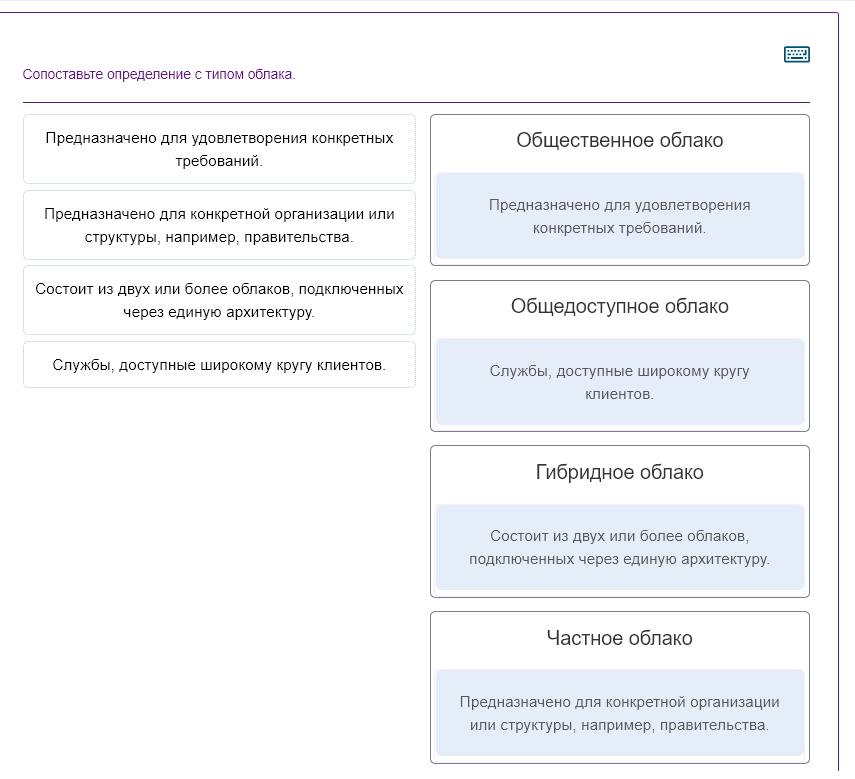 Сопоставьте определение с типом облака.
Предназначено для удовлетворения конкретных
требований.
Предназначено для конкретной организации или
структуры, например, правительства.
Состоит из двух или более облаков, подключенных
через единую архитектуру.
Службы, доступные широкому кругу клиентов.
Общественное облако
Предназначено для удовлетворения
конкретных требований.
Общедоступное облако
Службы, доступные широкому кругу
клиентов.
Гибридное облако
Состоит из двух или более облаков,
подключенных через единую архитектуру.
Частное облако
Предназначено для конкретной организации
или структуры, например, правительства.